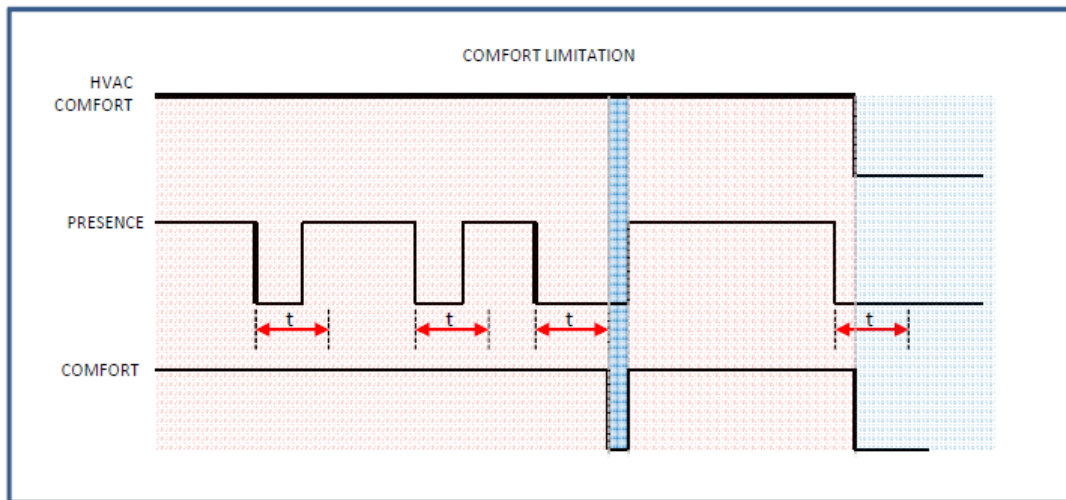 COMFORT LIMITATION
HVAC
COMFORT
PRESENCE
t
t
t
t
COMFORT